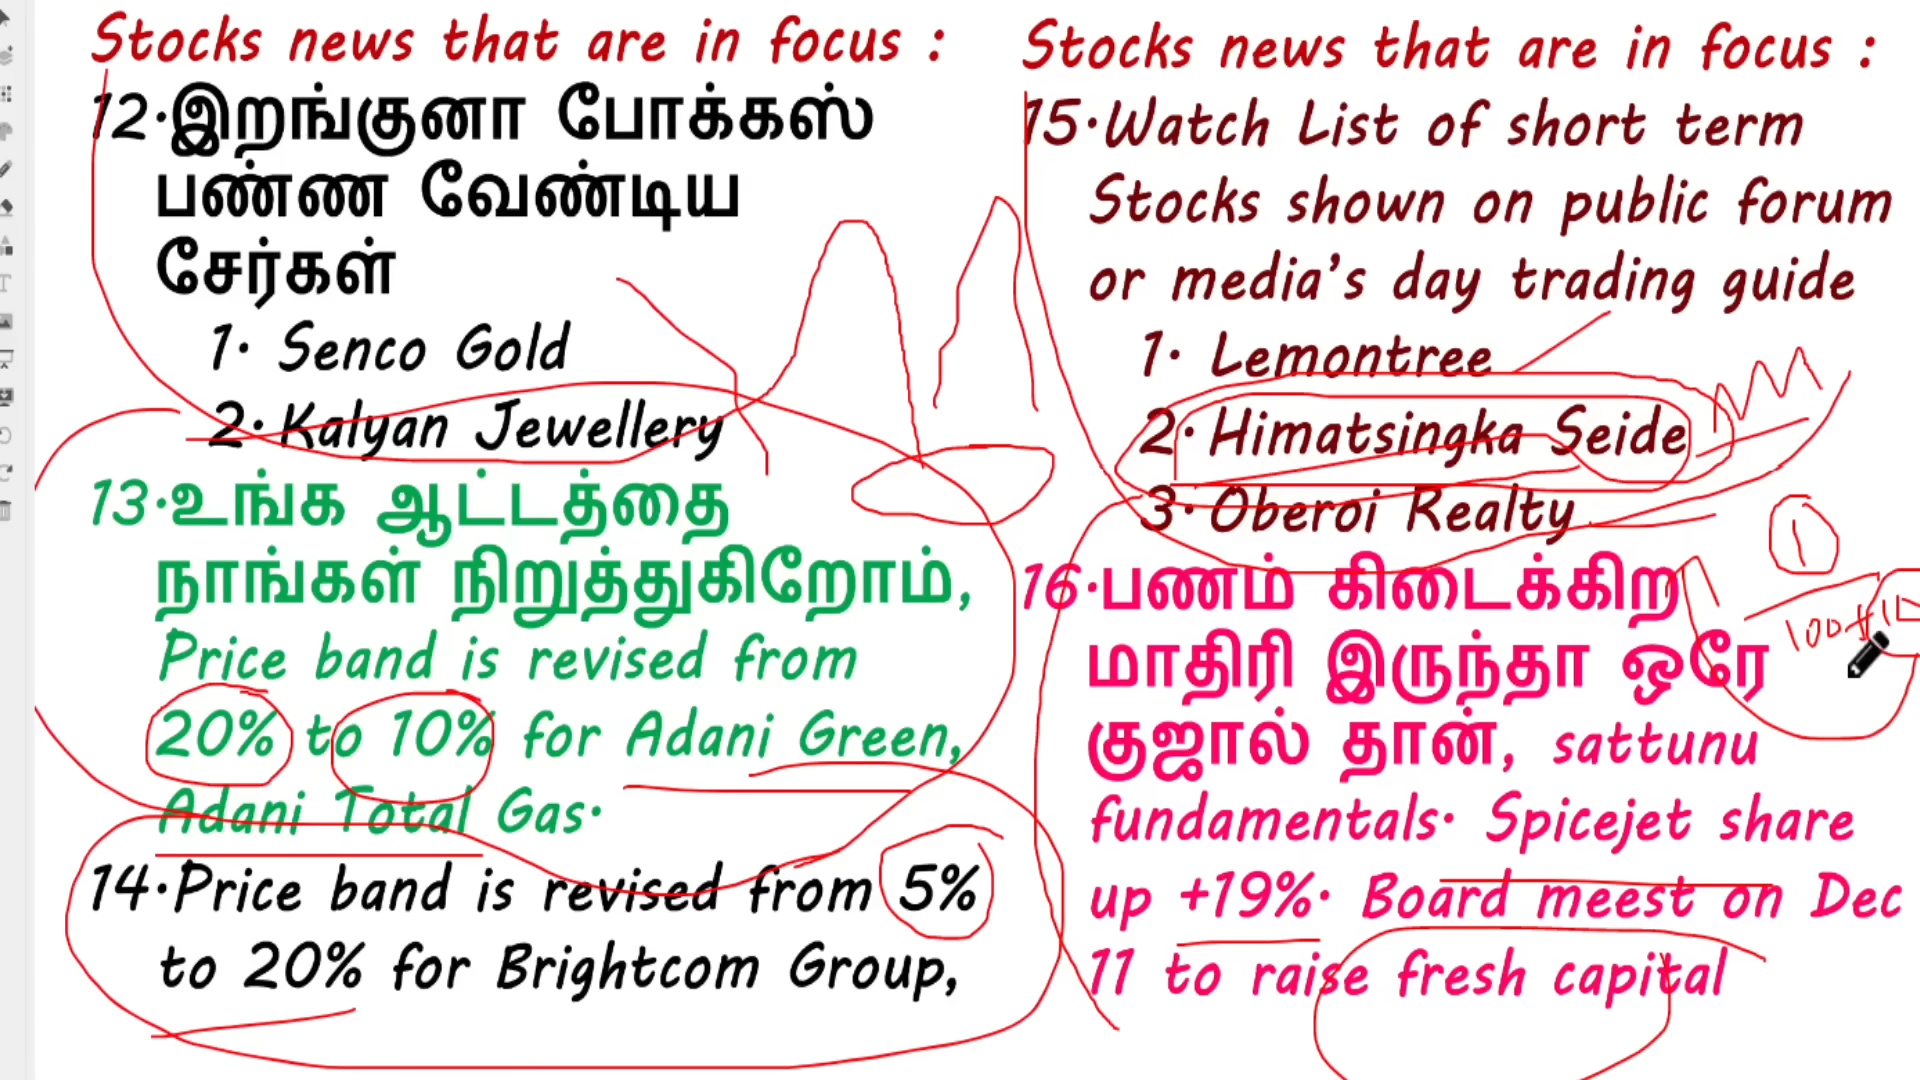 Stocks news that are in focus :
12·இறங்குனா போக்கஸ்
பண்ண வேண்டிய
சேர்கள்
1· Senco Gold
2· Kalyan Jewellery
13·உங்க ஆட்டத்தை
நாங்கள் நிறுத்துகிறோம்,
Price band is revised from
20% to 10% for Adani Green,
Adani Total Gas·
14·Price band is revised from 5%
to 20% for Brightcom Group,
Stocks news that are in focus :
15·Watch List of short term
Stocks shown on public forum
or media's day trading guide
1· Lemontree
2· Himatsingka Seide
3· Oberoi Realty
16·பணம் கிடைக்கிற
மாதிரி இருந்தா ஒரே
குஜால் தான், sattunu
fundamentals· Spicejet share
up +19%· Board meest on Dec
11 to raise fresh capital
1
100+10